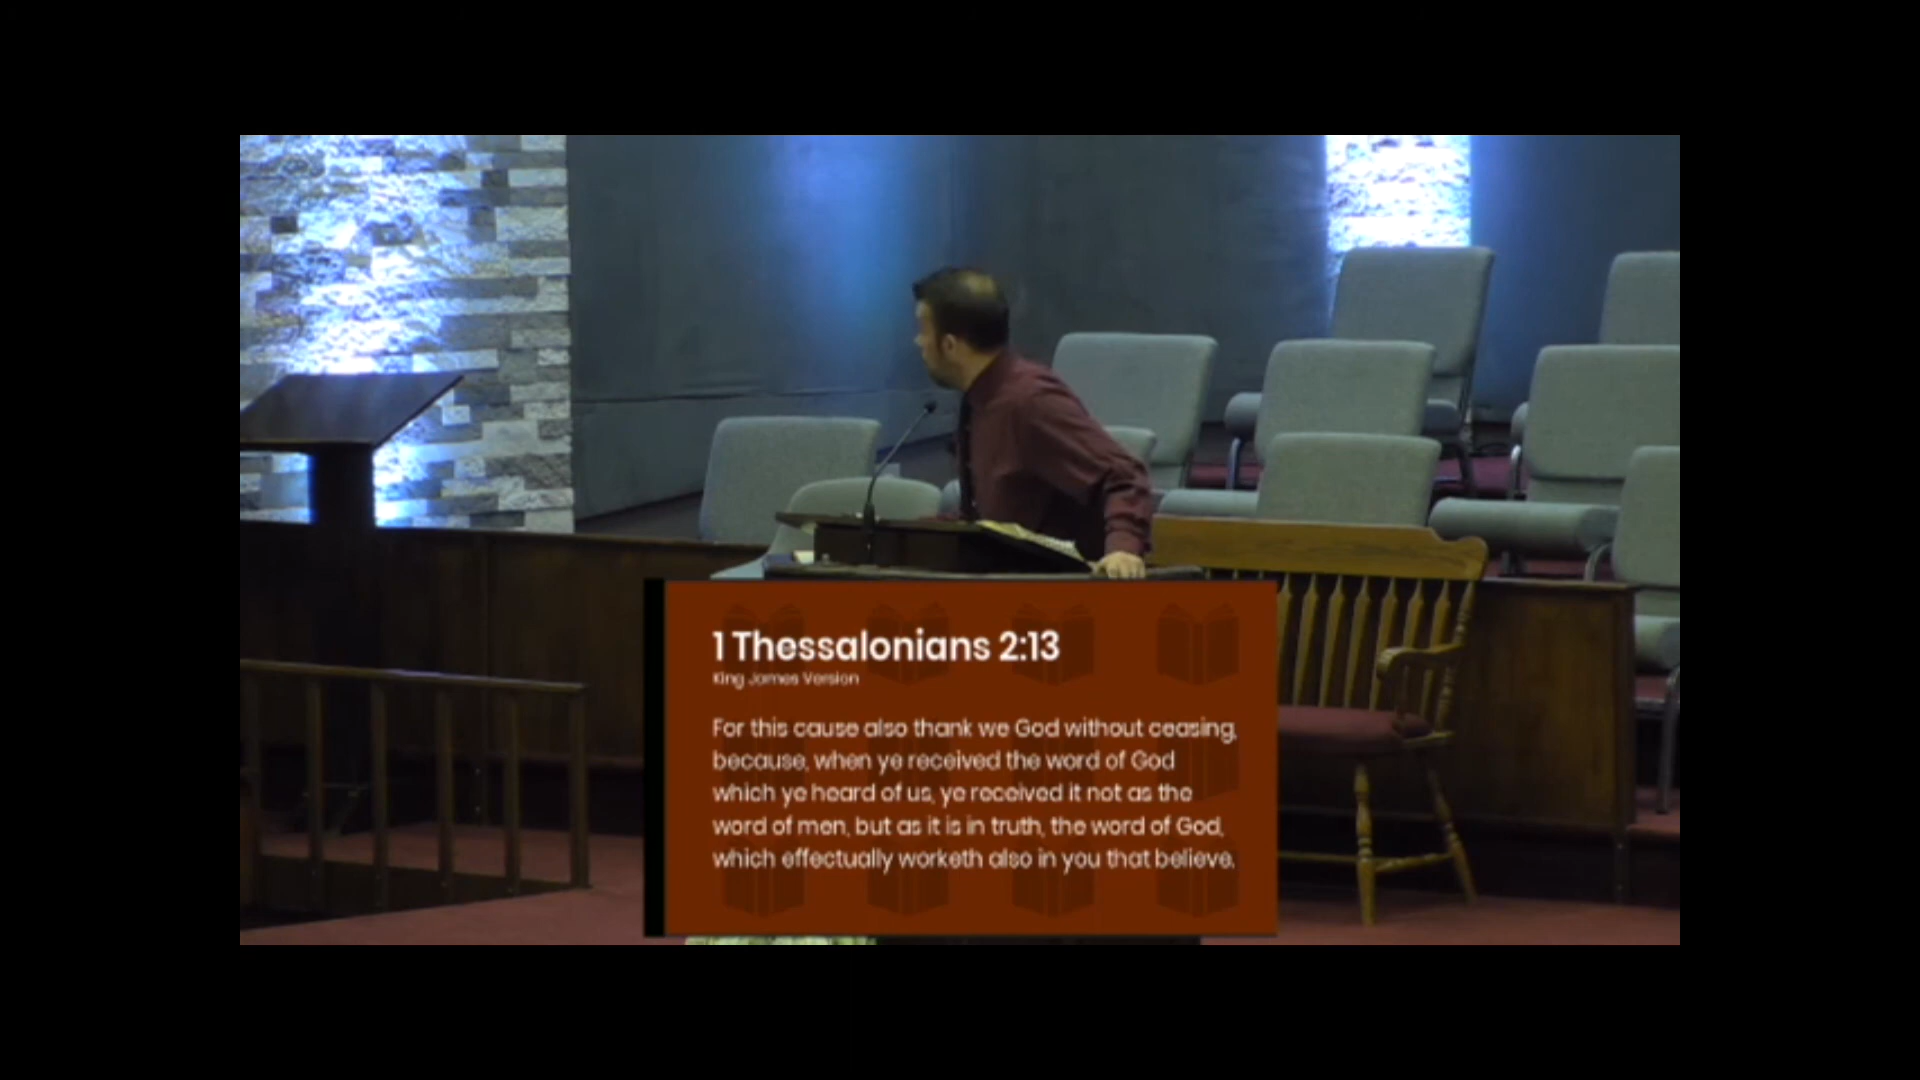 1 Thessalonians 2:13
King James Version
For this cause also thank we God without ceasing,
because, when ye received the word of God
which ye heard of us, ye received it not as the
word of men, but as it is in truth, the word of God,
which effectually worketh also in you that believe.